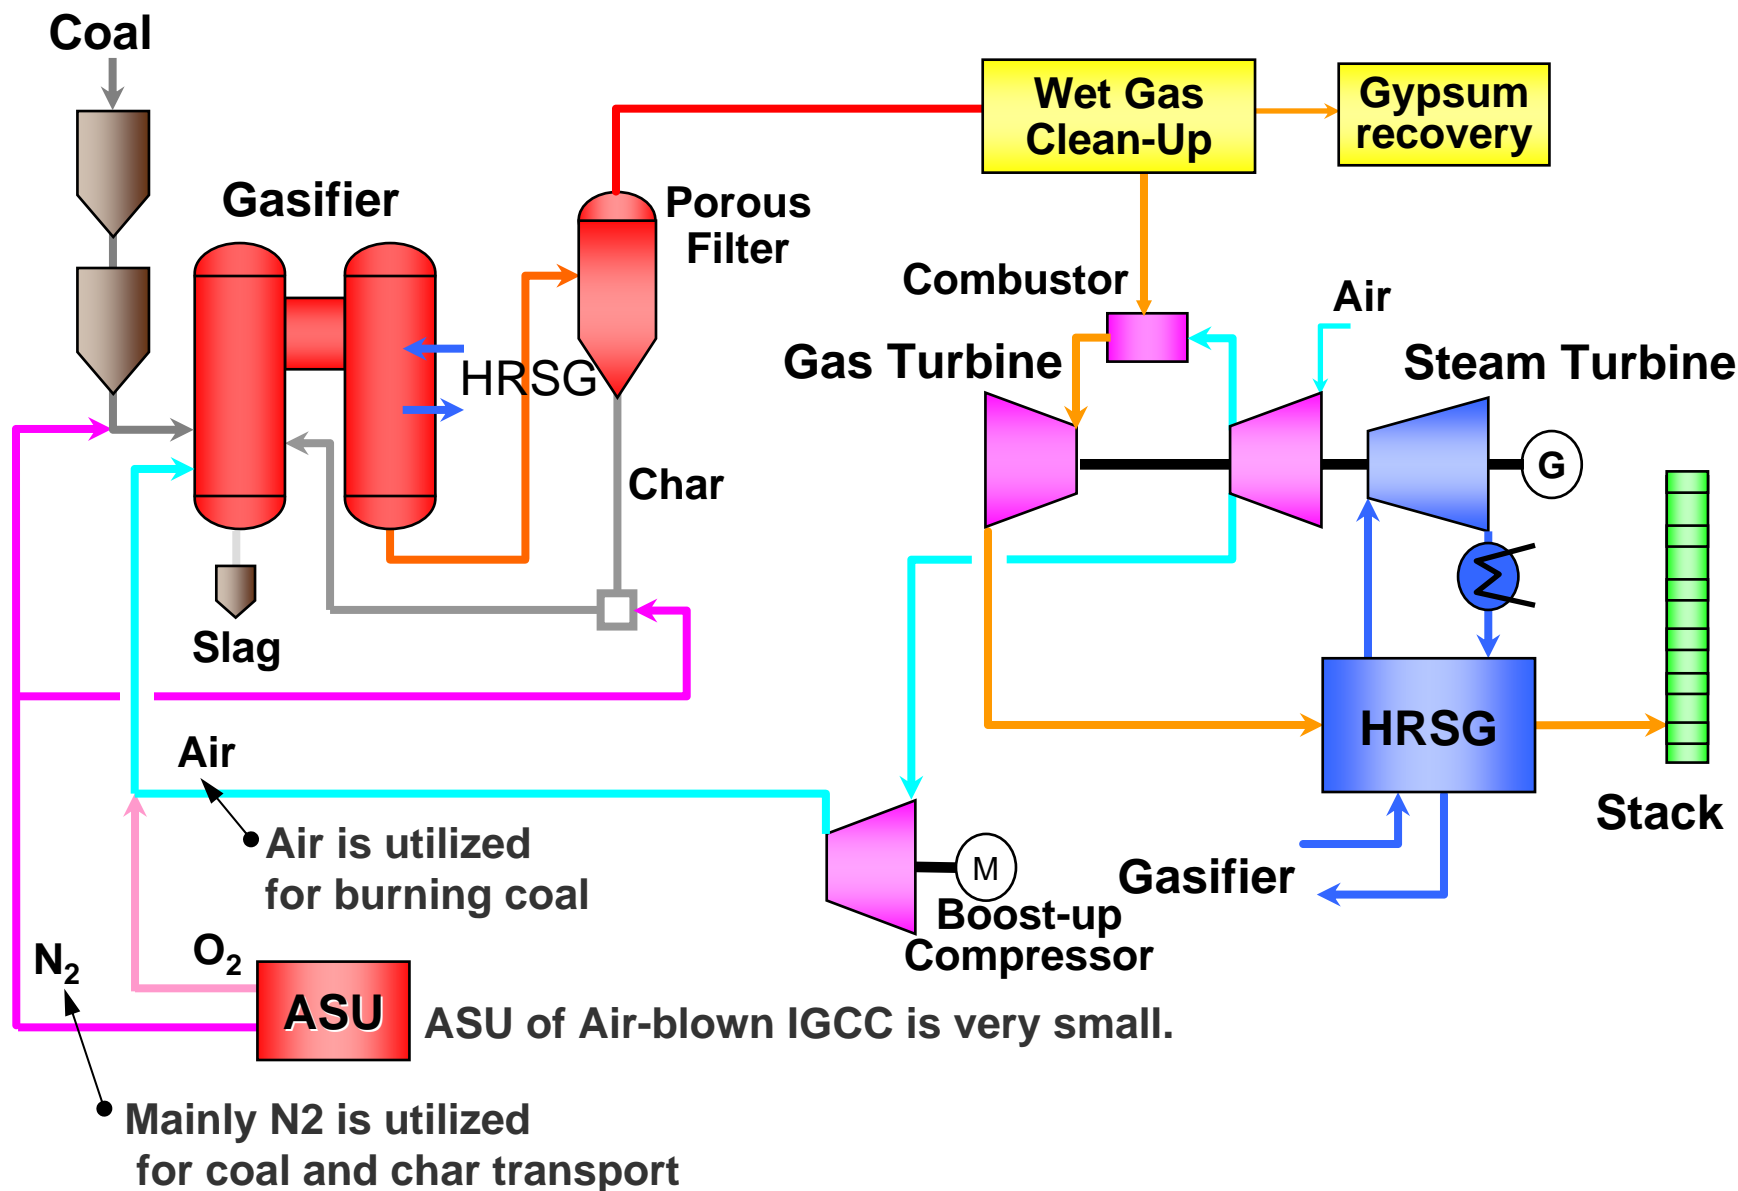 Coal
Wet Gas
Clean-Up
Gypsum
recovery
Gasifier
Porous
Filter
Combustor
Air
Gas Turbine
Steam Turbine
HRSG
Char
G
Slag
HRSG
Air
Stack
Air is utilized
for burning coal
M
Gasifier
Boost-up
Compressor
N2
O2
ASU
ASU of Air-blown IGCC is very small.
Mainly N2 is utilized
for coal and char transport